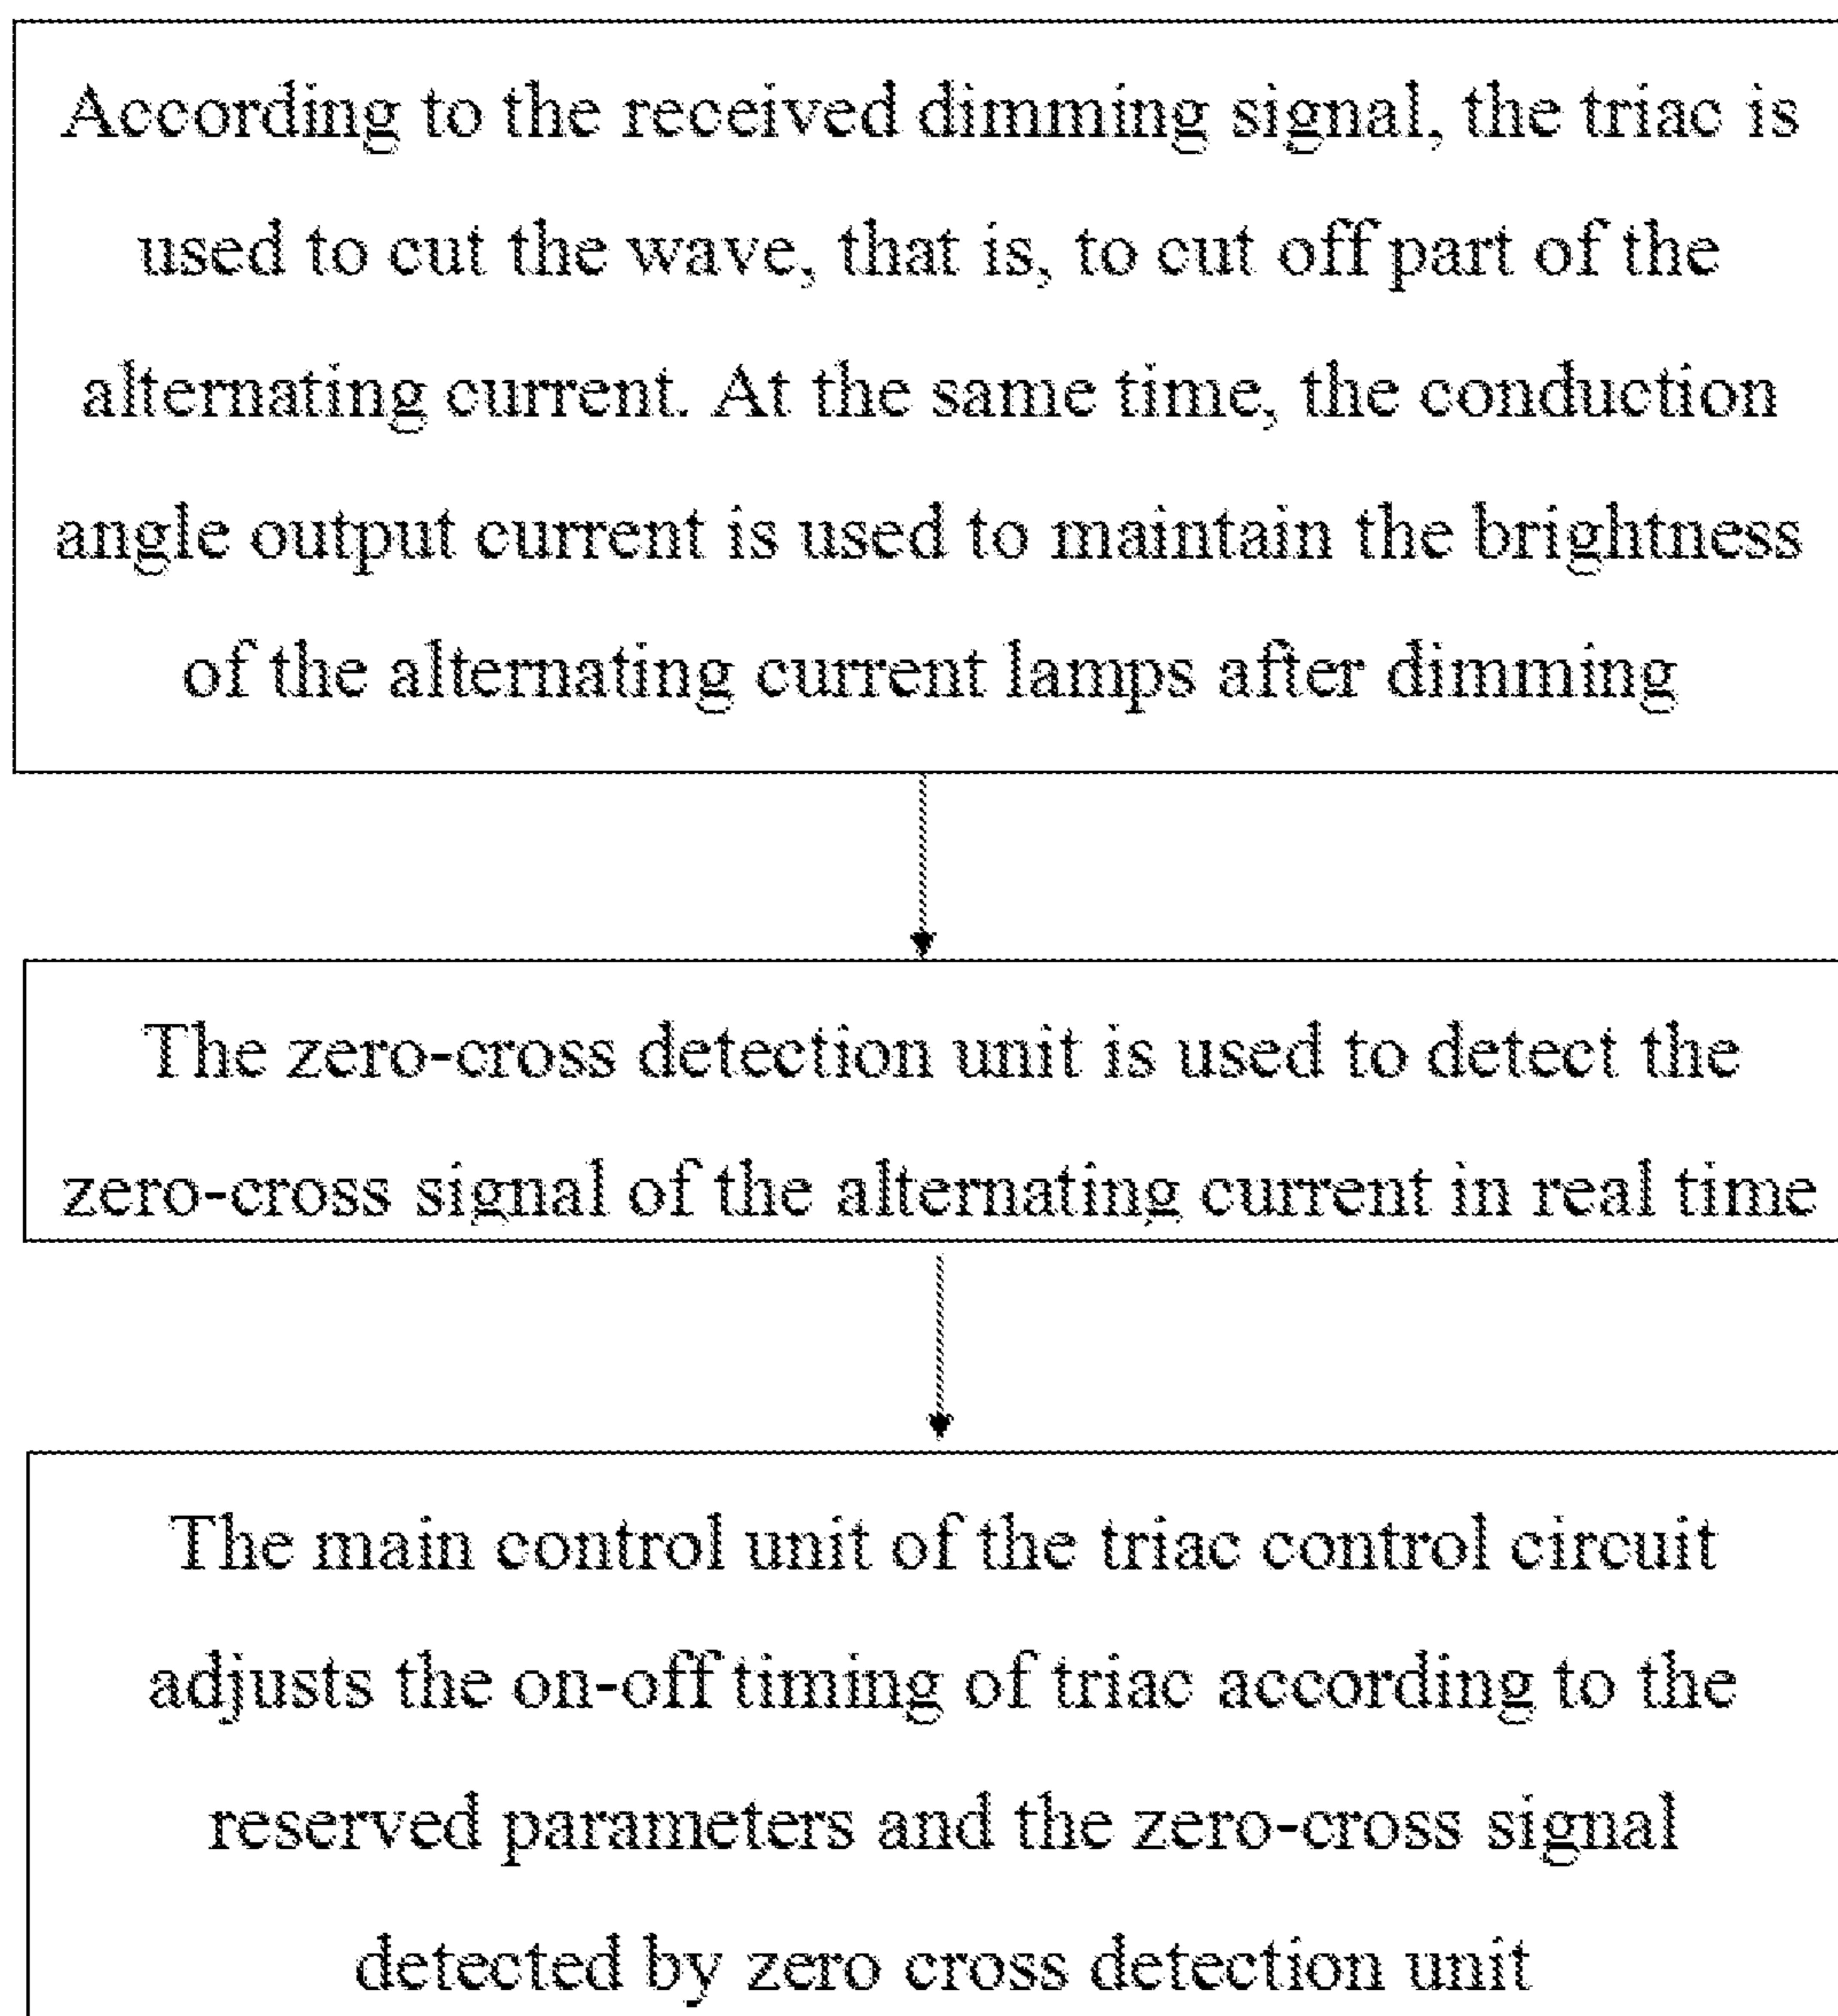 According to the received dimming signal, the triac is
used to cut the wave, that is, to cut off part of the
alternating current. At the same time, the conduction
angle output current is used to maintain the brightness
of the alternating current lamps after dimming
The zero-cross detection unit is used to detect the
zero-cross signal of the alternating current in real time
The main control unit of the triac control circuit
adjusts the on-off timing of triac according to the
reserved parameters and the zero-cross signal
detected by zero cross detection unit